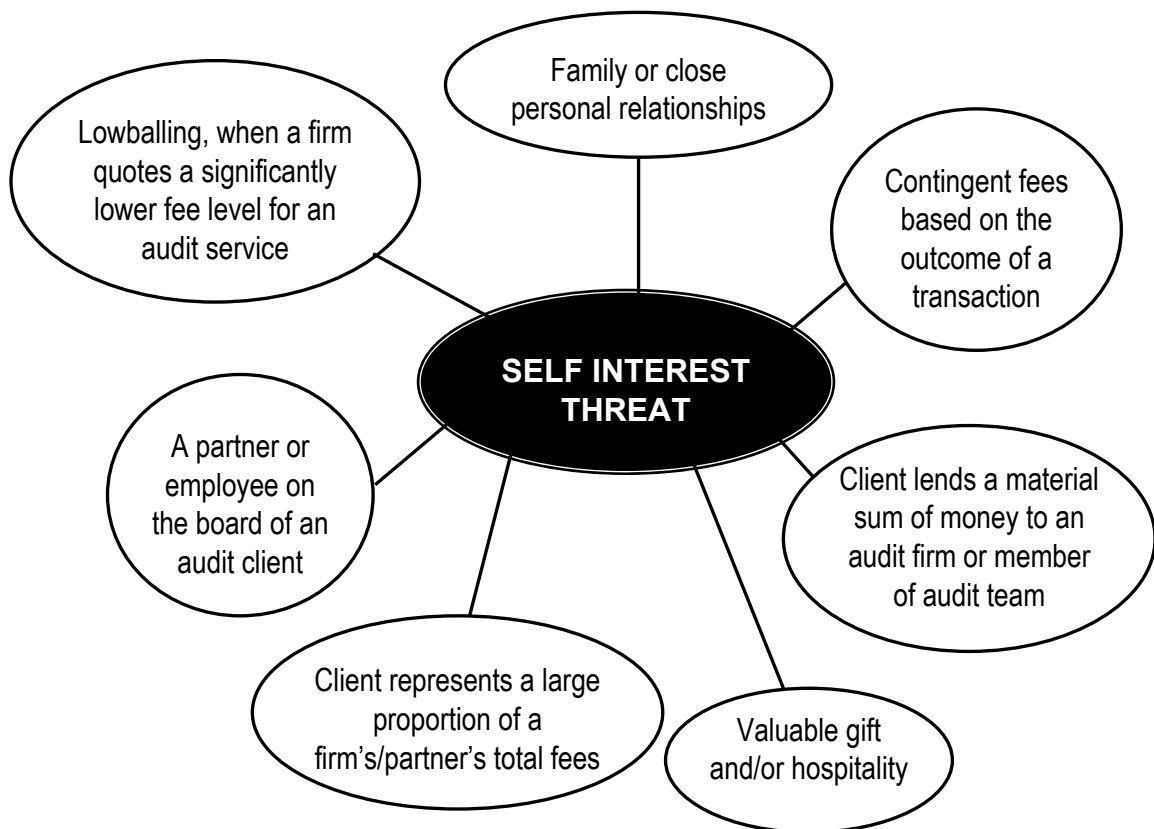 Family or close
personal relationships
Lowballing, when a firm
quotes a significantly
lower fee level for an
audit service
Contingent fees
based on the
outcome of a
transaction
SELF INTEREST
THREAT
A partner or
employee on
the board of an
audit client
Client lends a material
sum of money to an
audit firm or member
of audit team
Client represents a large
proportion of a
firm’s/partner’s total fees
Valuable gift
and/or hospitality